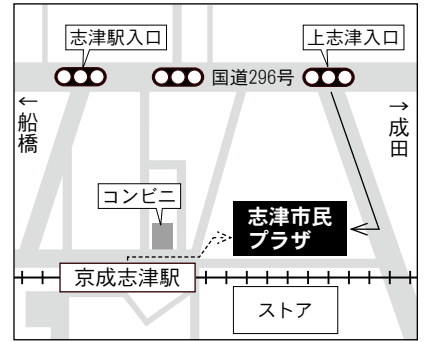 志津駅入口
上志津入口
国道296号
←
船橋
→
成田
コンビニ
志津市民
プラザ
京成志津駅
ストア